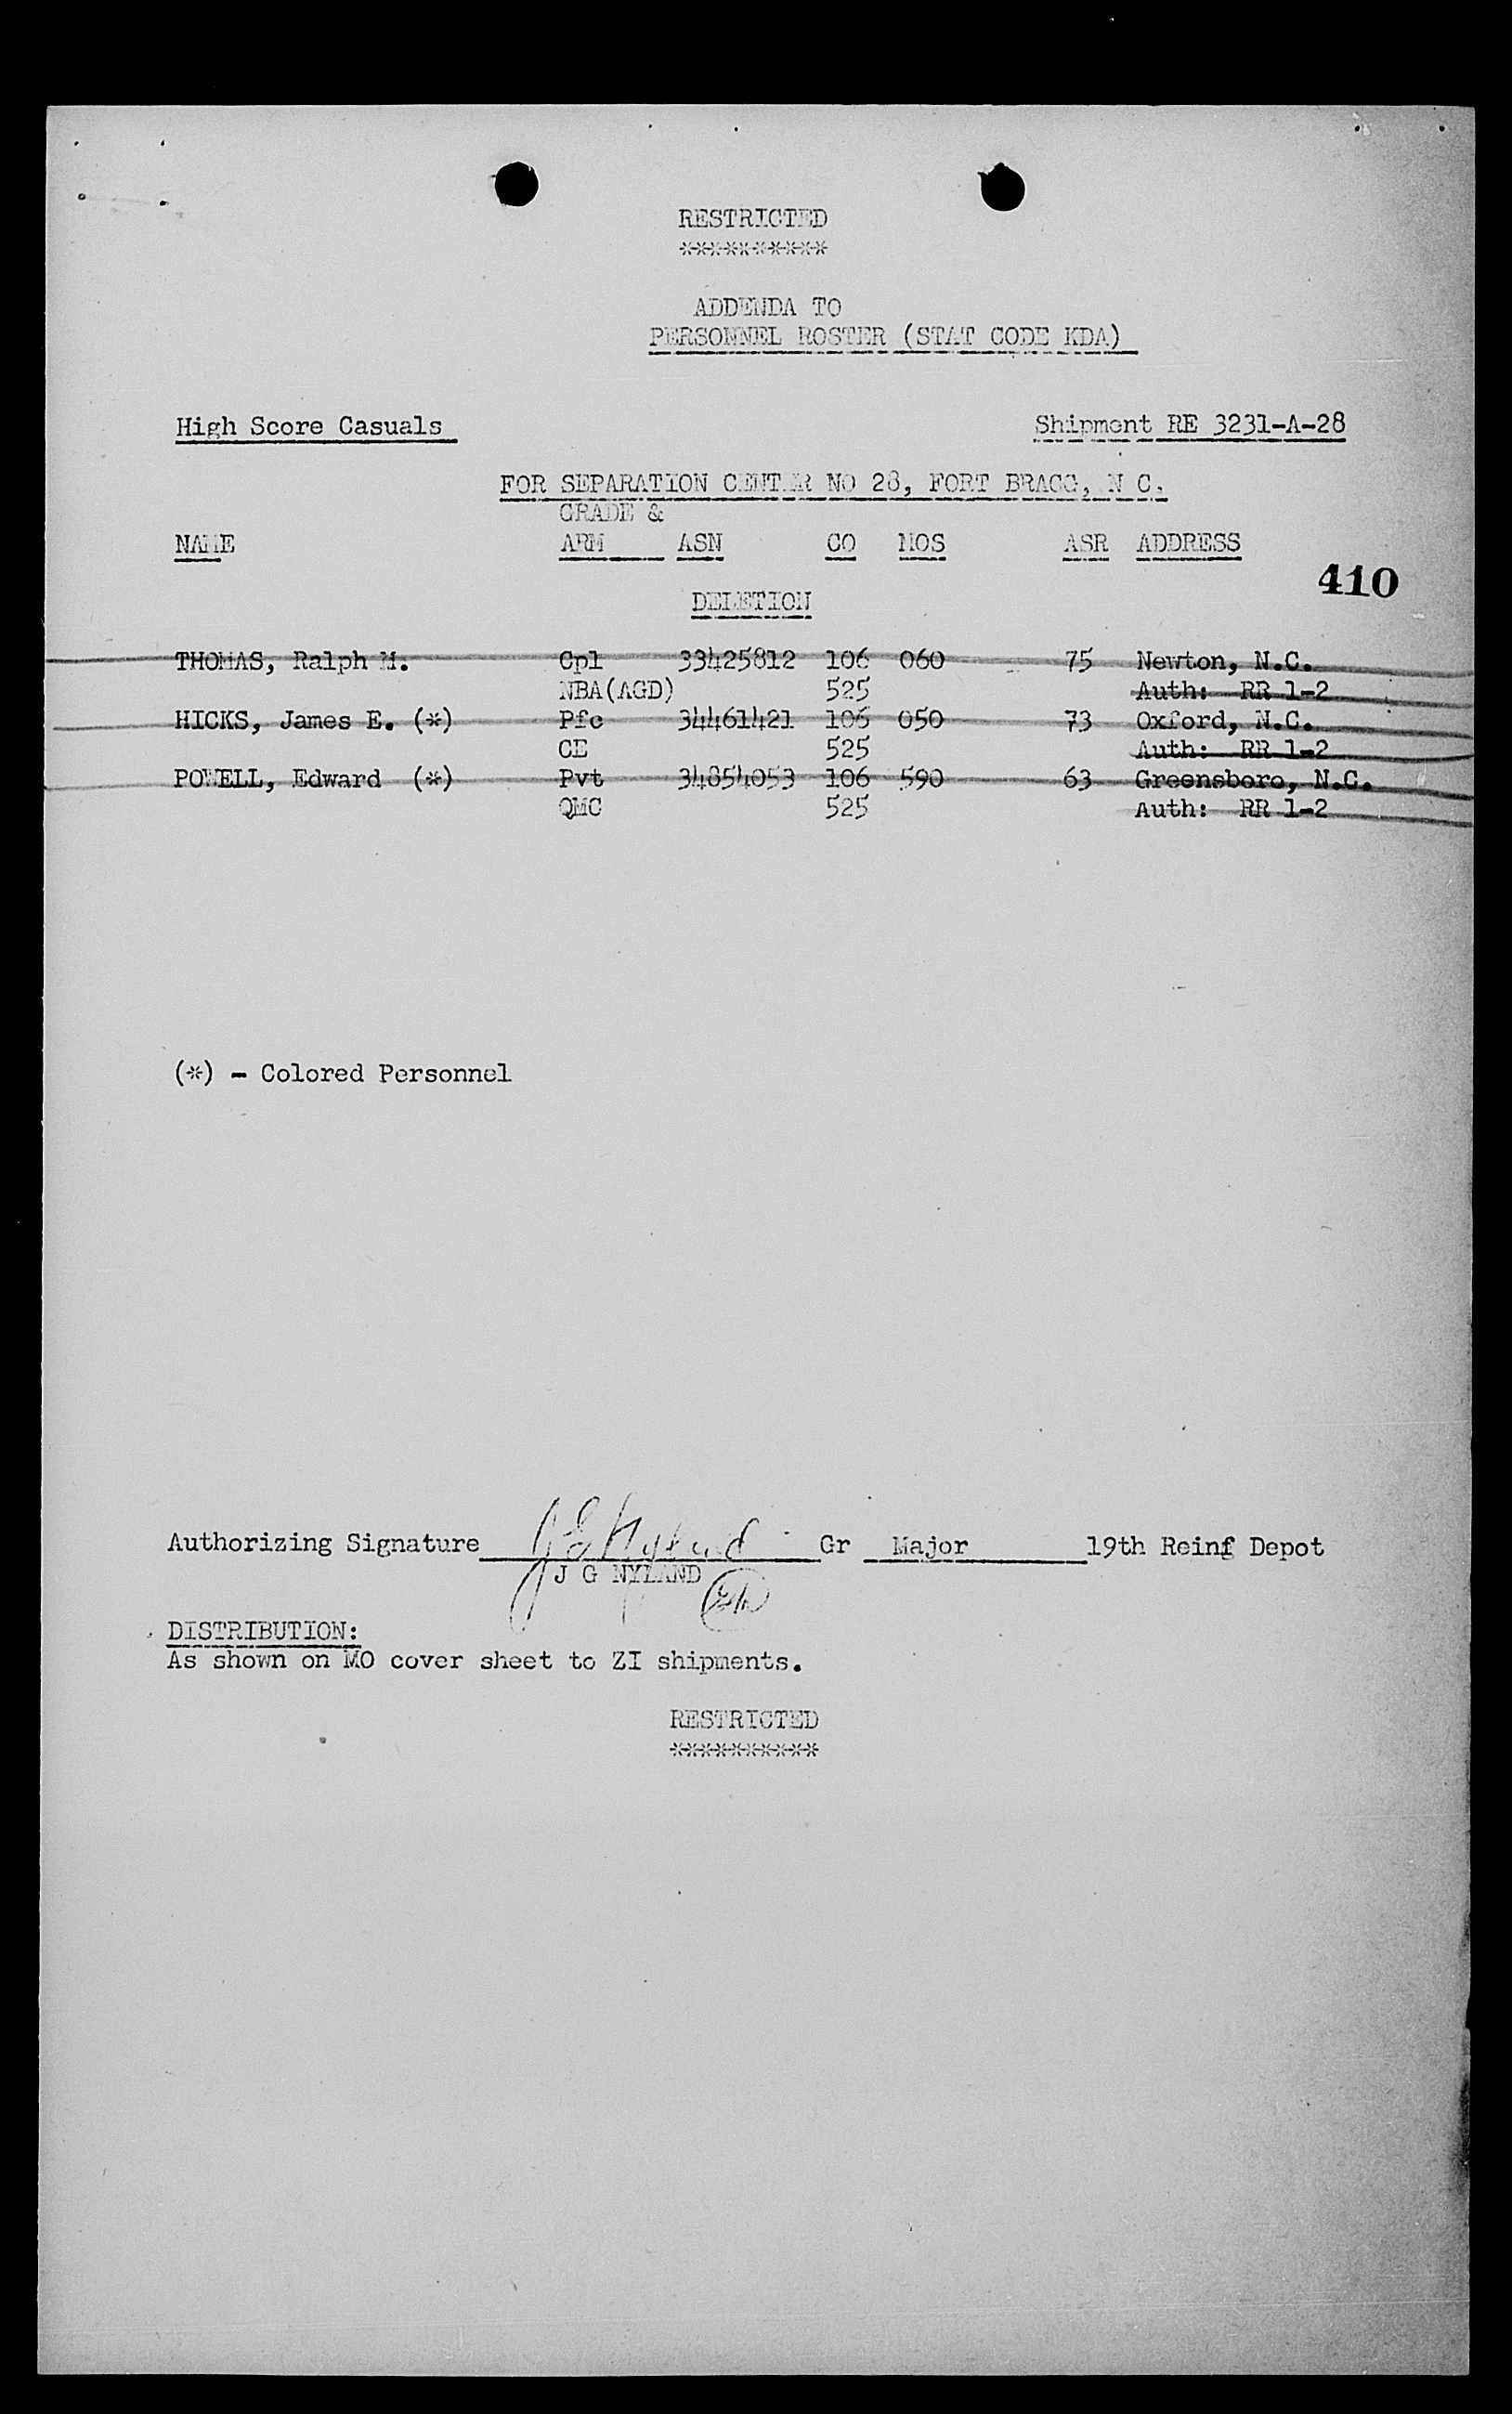 RESTRICTED
**********
ADDENDA TO
PERSONNEL ROSTER (STAT CODE KDA)
High Score Casuals Shipment RE 3231-A-28
FOR SEPARATION CENTER NO 28, FORT BRAGG, N C.
GRADE &
NAME ARM ASN CO MOS ASR ADDRESS
410
DELETION
THOMAS, Ralph M. Cpl 33425812 106 060 75 Newton, N.C.
NBA(AGD) 525 Auth: RR 1-2
HICKS, James E. (*) Pfc 34461421 106 050 73 Oxford, N.C.
CE 525 Auth: RR 1-2
POWELL, Edward (*) Pvt 34854053 106 590 63 Greensboro, N.C.
QMC 525 Auth: RR 1-2
(*) - Colored Personnel
Authorizing Signature J G Nyland Gr Major 19th Reinf Depot
J G NYLAND
DISTRIBUTION:
As shown on MO cover sheet to ZI shipments.
RESTRICTED
**********